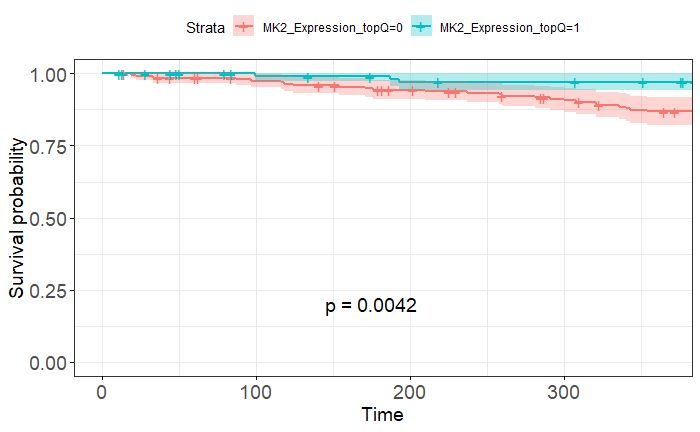 Strata MK2_Expression_topQ=0 MK2_Expression_topQ=1
1.00
0.75
0.50
0.25
0.00
Survival probability
p = 0.0042
0 100 200 300
Time